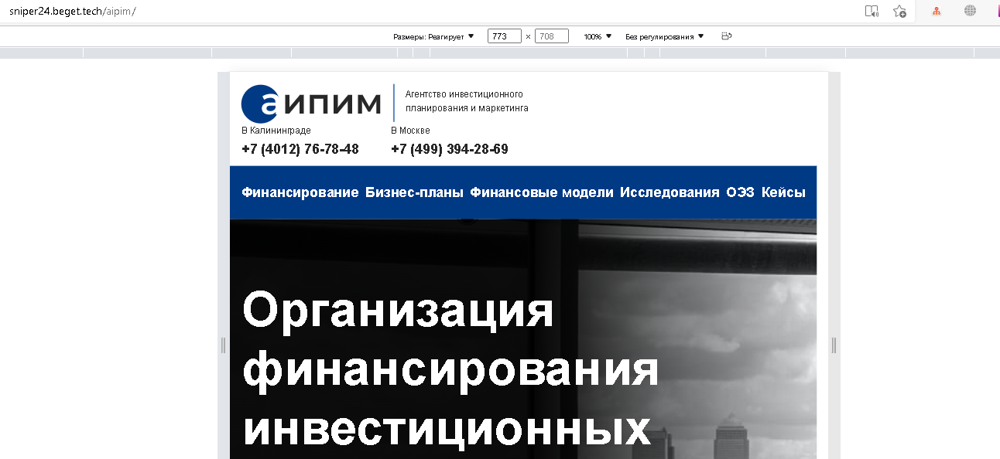 sniper24.beget.tech/aipim/
Размеры: Реагирует ▼ 773 × 708 100% ▼ Без регулирования ▼
аипим
Агентство инвестиционного
планирования и маркетинга
В Калининграде В Москве
+7 (4012) 76-78-48 +7 (499) 394-28-69
Финансирование Бизнес-планы Финансовые модели Исследования ОЭЗ Кейсы
Организация
финансирования
инвестиционных